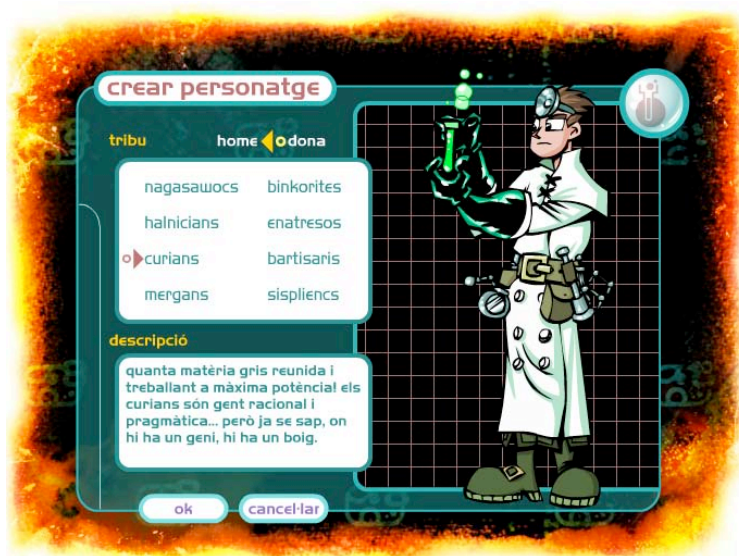 crear personatge
tribu
home dona
nagasawocs binkorites
halnicians enatresos
curians bartisaris
mergans sispliencs
descripció
quanta matèria gris reunida i
treballant a màxima potència! els
curians són gent racional i
pragmàtica... però ja se sap, on
hi ha un geni, hi ha un boig.
ok cancel·lar